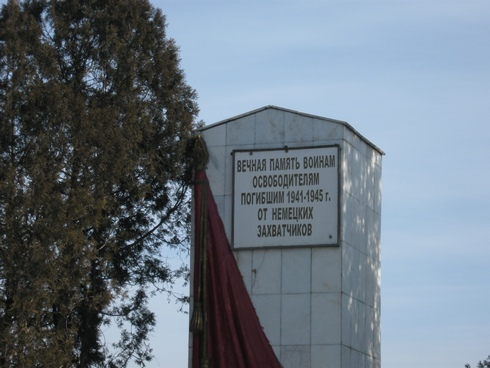 ВЕЧНАЯ ПАМЯТЬ ВОИНАМ
ОСВОБОДИТЕЛЯМ
ПОГИБШИМ 1941-1945 г.
ОТ НЕМЕЦКИХ
ЗАХВАТЧИКОВ